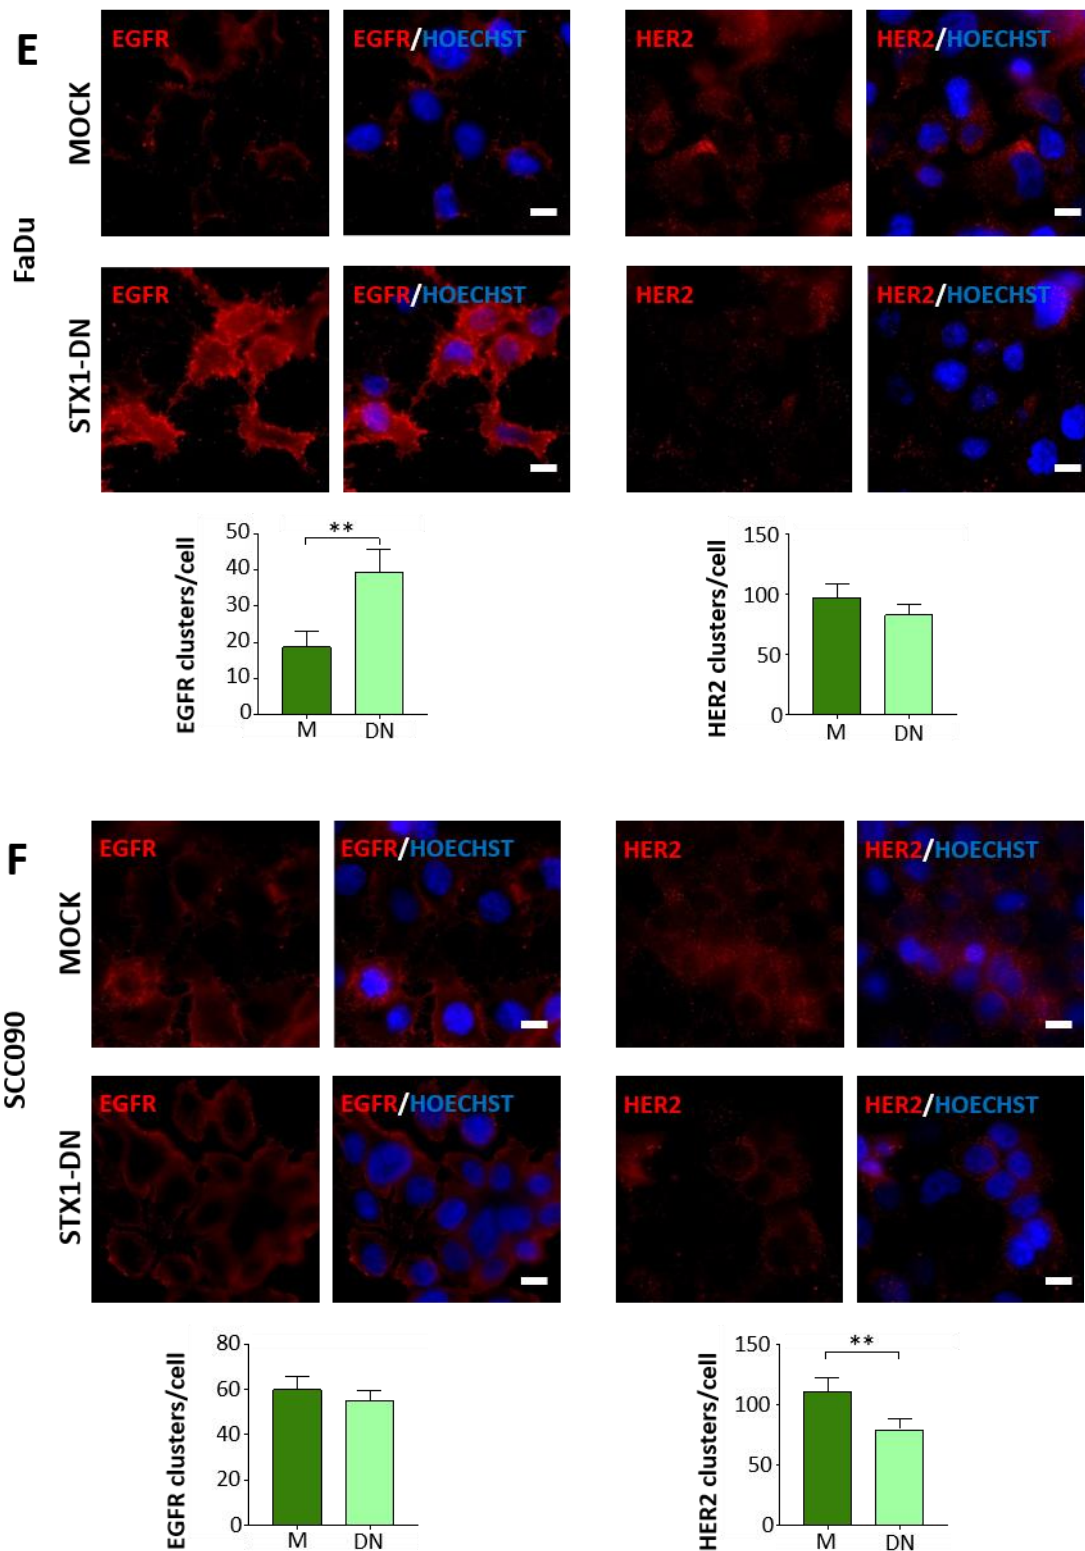 E
FaDu
MOCK
EGFR
EGFR/HOECHST
HER2
HER2/HOECHST
STX1-DN
EGFR
EGFR/HOECHST
HER2
HER2/HOECHST
EGFR clusters/cell
50
40
30
20
10
0
**
M
DN
HER2 clusters/cell
150
100
50
0
M
DN
F
SCC090
MOCK
EGFR
EGFR/HOECHST
HER2
HER2/HOECHST
STX1-DN
EGFR
EGFR/HOECHST
HER2
HER2/HOECHST
EGFR clusters/cell
80
60
40
20
0
M
DN
HER2 clusters/cell
150
100
50
0
**
M
DN